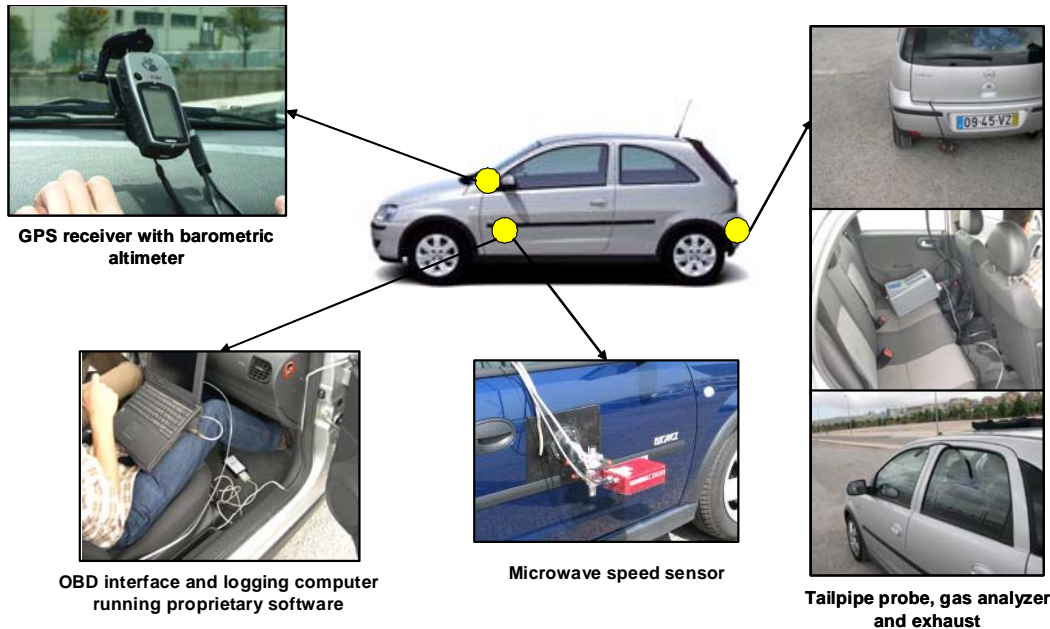 09-45-VZ
GPS receiver with barometric
altimeter
OBD interface and logging computer
running proprietary software
Microwave speed sensor
Tailpipe probe, gas analyzer
and exhaust